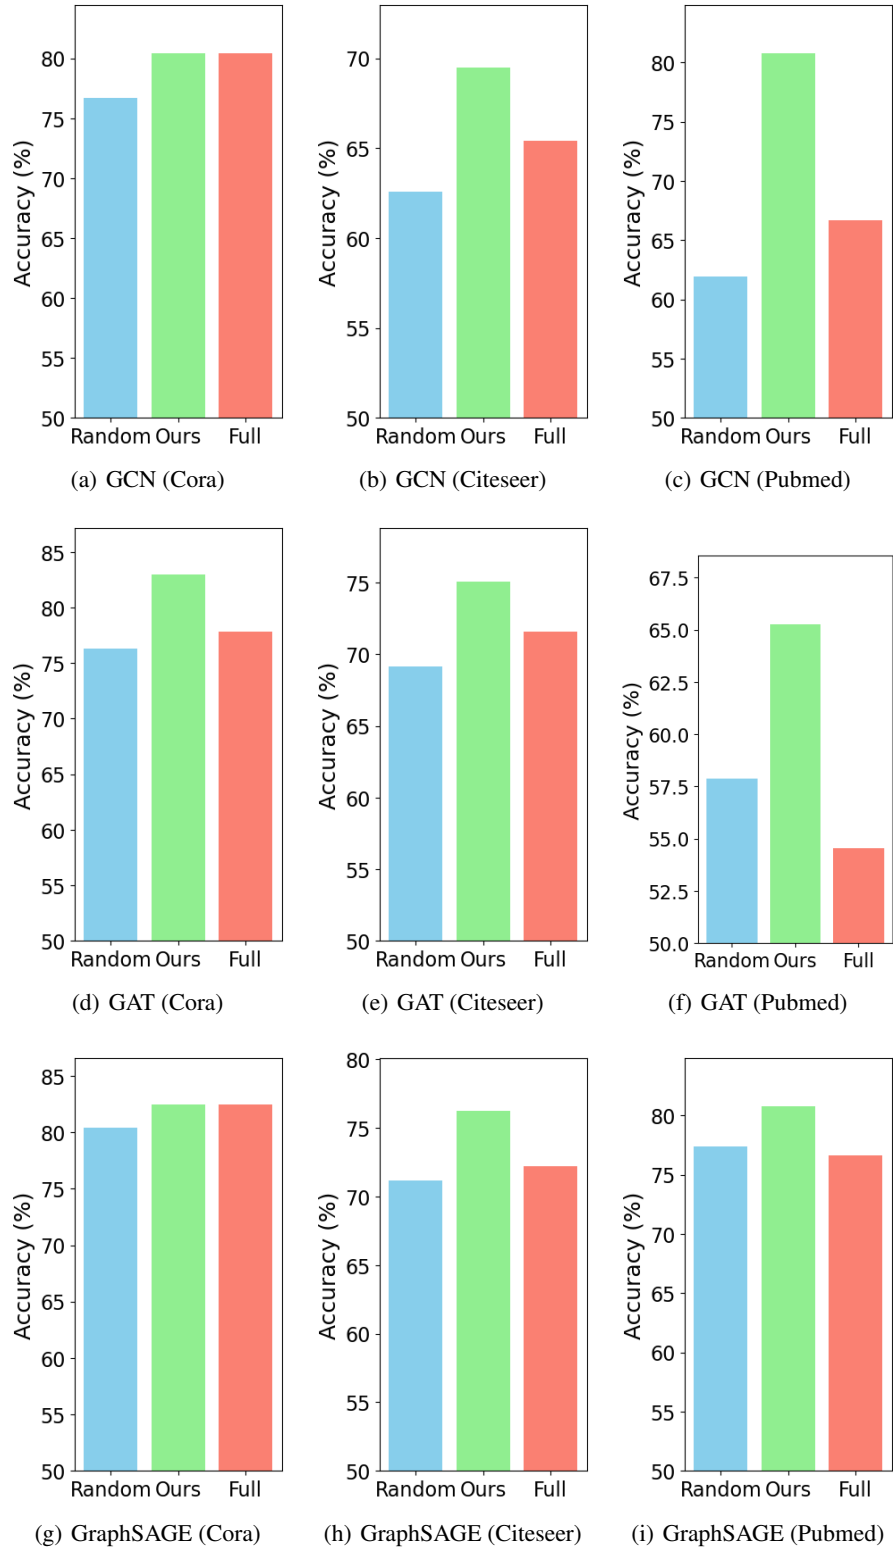 Accuracy (%)
80
75
70
65
60
55
50
Random Ours Full
(a) GCN (Cora)
Accuracy (%)
70
65
60
55
50
Random Ours Full
(b) GCN (Citeseer)
Accuracy (%)
80
75
70
65
60
55
50
Random Ours Full
(c) GCN (Pubmed)
Accuracy (%)
85
80
75
70
65
60
55
50
Random Ours Full
(d) GAT (Cora)
Accuracy (%)
75
70
65
60
55
50
Random Ours Full
(e) GAT (Citeseer)
Accuracy (%)
67.5
65.0
62.5
60.0
57.5
55.0
52.5
50.0
Random Ours Full
(f) GAT (Pubmed)
Accuracy (%)
85
80
75
70
65
60
55
50
Random Ours Full
(g) GraphSAGE (Cora)
Accuracy (%)
80
75
70
65
60
55
50
Random Ours Full
(h) GraphSAGE (Citeseer)
Accuracy (%)
80
75
70
65
60
55
50
Random Ours Full
(i) GraphSAGE (Pubmed)